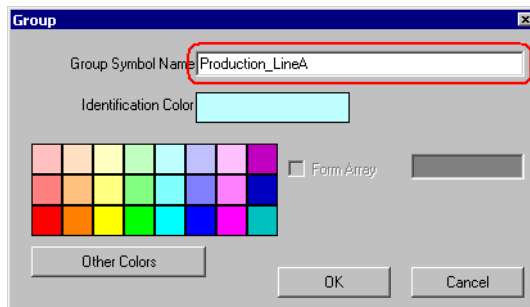 Group
Group Symbol Name Production_LineA
Identification Color
Form Array
Other Colors
OK Cancel